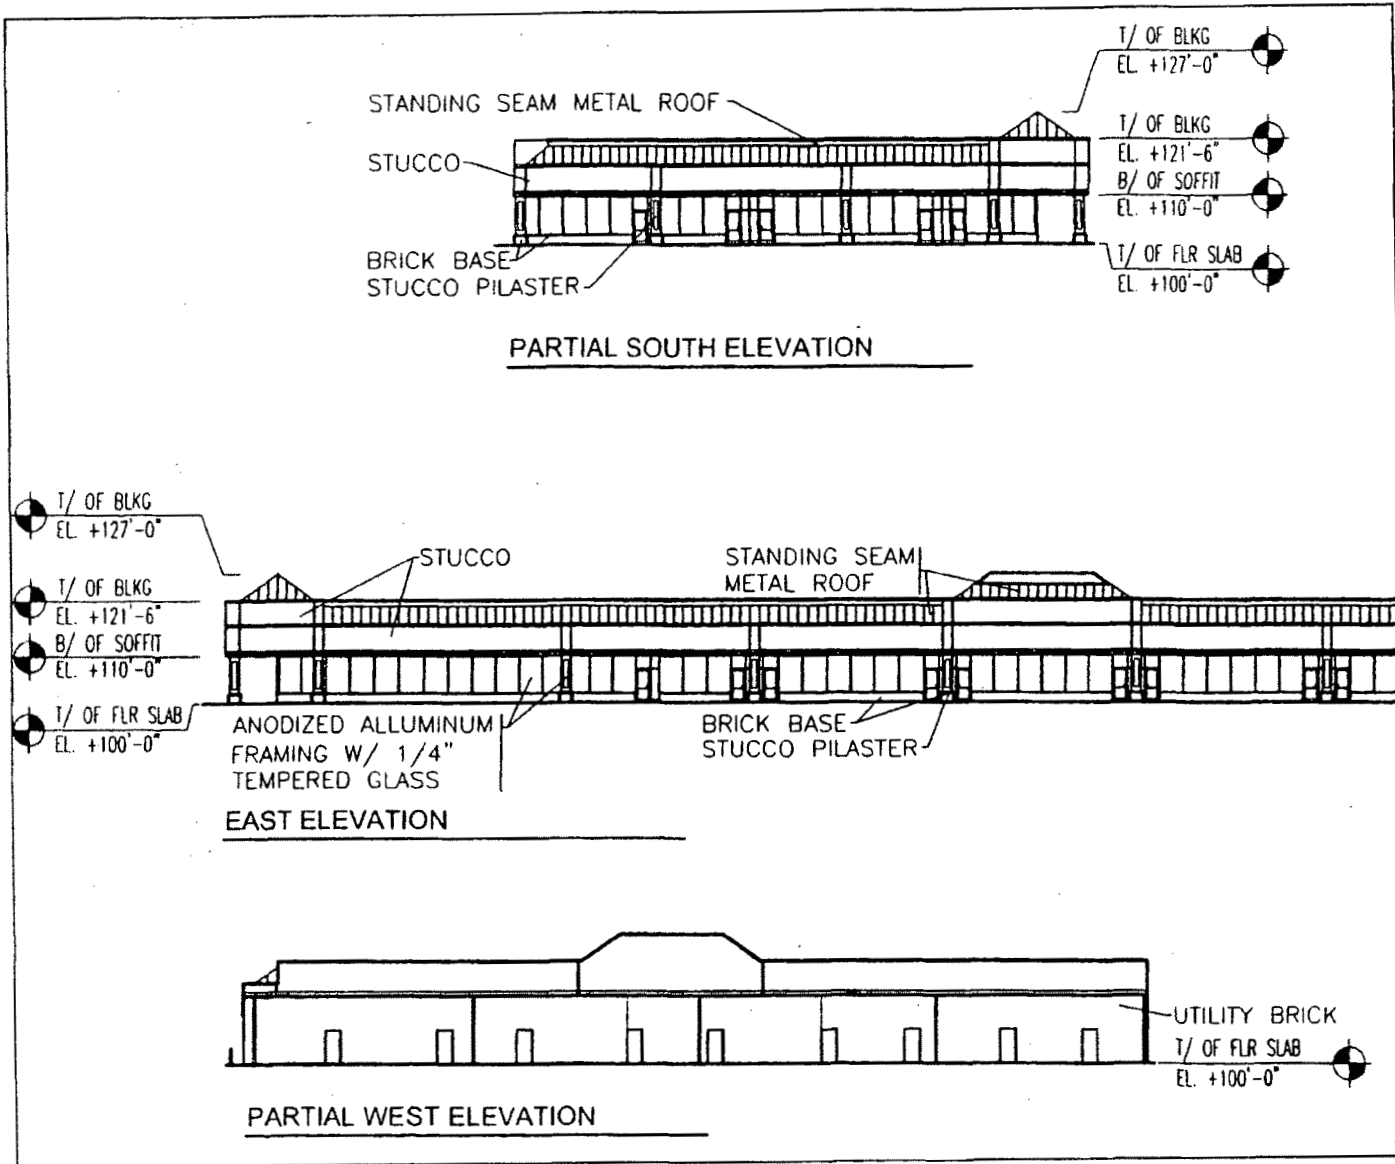 T/ OF BLKG
EL. +127'-0"
STANDING SEAM METAL ROOF
T/ OF BLKG
EL. +121'-6"
STUCCO
B/ OF SOFFIT
EL. +110'-0"
BRICK BASE
STUCCO PILASTER
T/ OF FLR SLAB
EL. +100'-0"
PARTIAL SOUTH ELEVATION
T/ OF BLKG
EL. +127'-0"
STUCCO
STANDING SEAM
METAL ROOF
T/ OF BLKG
EL. +121'-6"
B/ OF SOFFIT
EL. +110'-0"
T/ OF FLR SLAB
EL. +100'-0"
ANODIZED ALLUMINUM
FRAMING W/ 1/4"
TEMPERED GLASS
BRICK BASE
STUCCO PILASTER
EAST ELEVATION
UTILITY BRICK
T/ OF FLR SLAB
EL. +100'-0"
PARTIAL WEST ELEVATION